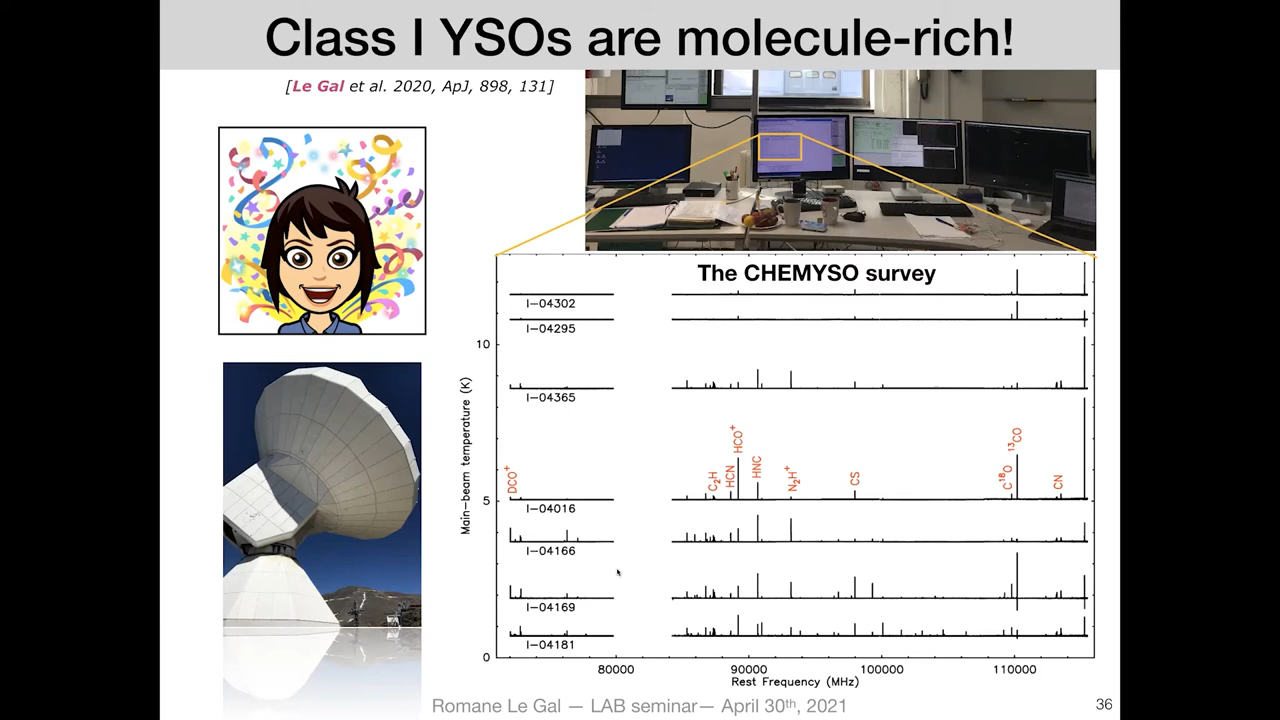 Class I YSOs are molecule-rich!
[Le Gal et al. 2020, ApJ, 898, 131]
The CHEMYSO survey
I-04302
I-04295
10
I-04365
Main-beam temperature (K)
DCO⁺
C₂H
HCN
HCO⁺
HNC
N₂H⁺
CS
C¹⁸O
¹³CO
CN
5
I-04016
I-04166
I-04169
I-04181
0
80000 90000 100000 110000
Rest Frequency (MHz)
Romane Le Gal — LAB seminar— April 30th, 2021
36